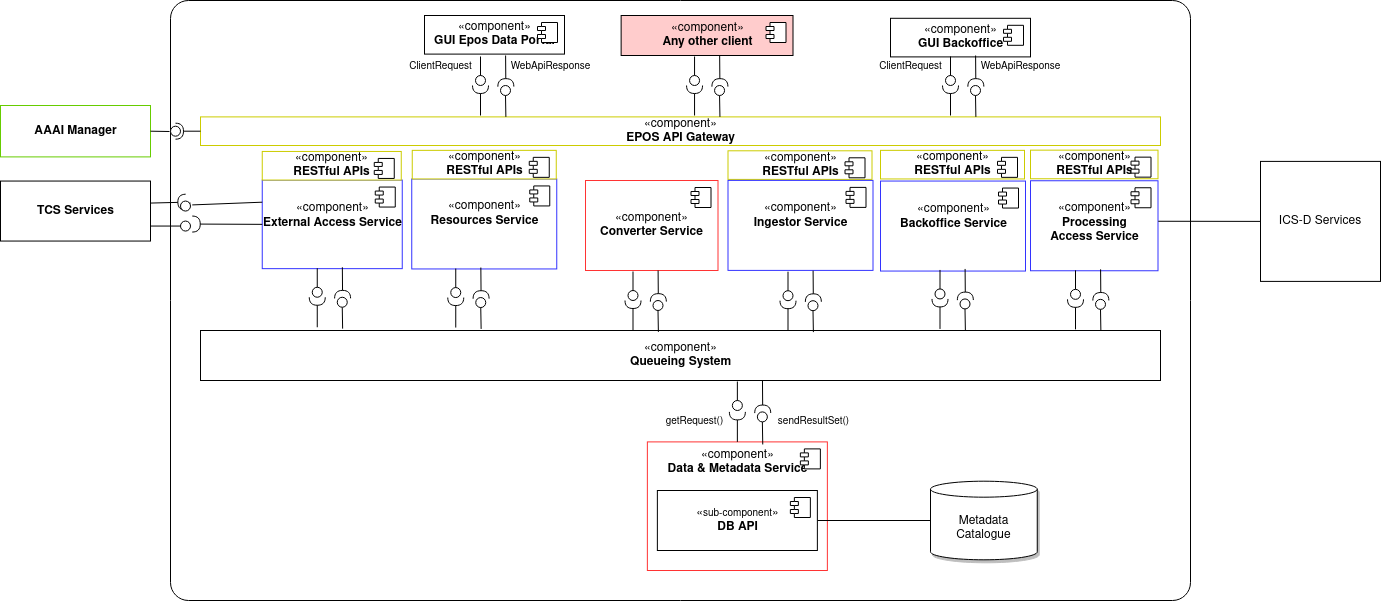 «component»
GUI Epos Data Portal
«component»
Any other client
«component»
GUI Backoffice
ClientRequest
WebApiResponse
ClientRequest
WebApiResponse
AAAI Manager
«component»
EPOS API Gateway
TCS Services
«component»
RESTful APIs
«component»
External Access Service
«component»
RESTful APIs
«component»
Resources Service
«component»
Converter Service
«component»
RESTful APIs
«component»
Ingestor Service
«component»
RESTful APIs
«component»
Backoffice Service
«component»
RESTful APIs
«component»
Processing
Access Service
ICS-D Services
«component»
Queueing System
getRequest()
sendResultSet()
«component»
Data & Metadata Service
«sub-component»
DB API
Metadata
Catalogue